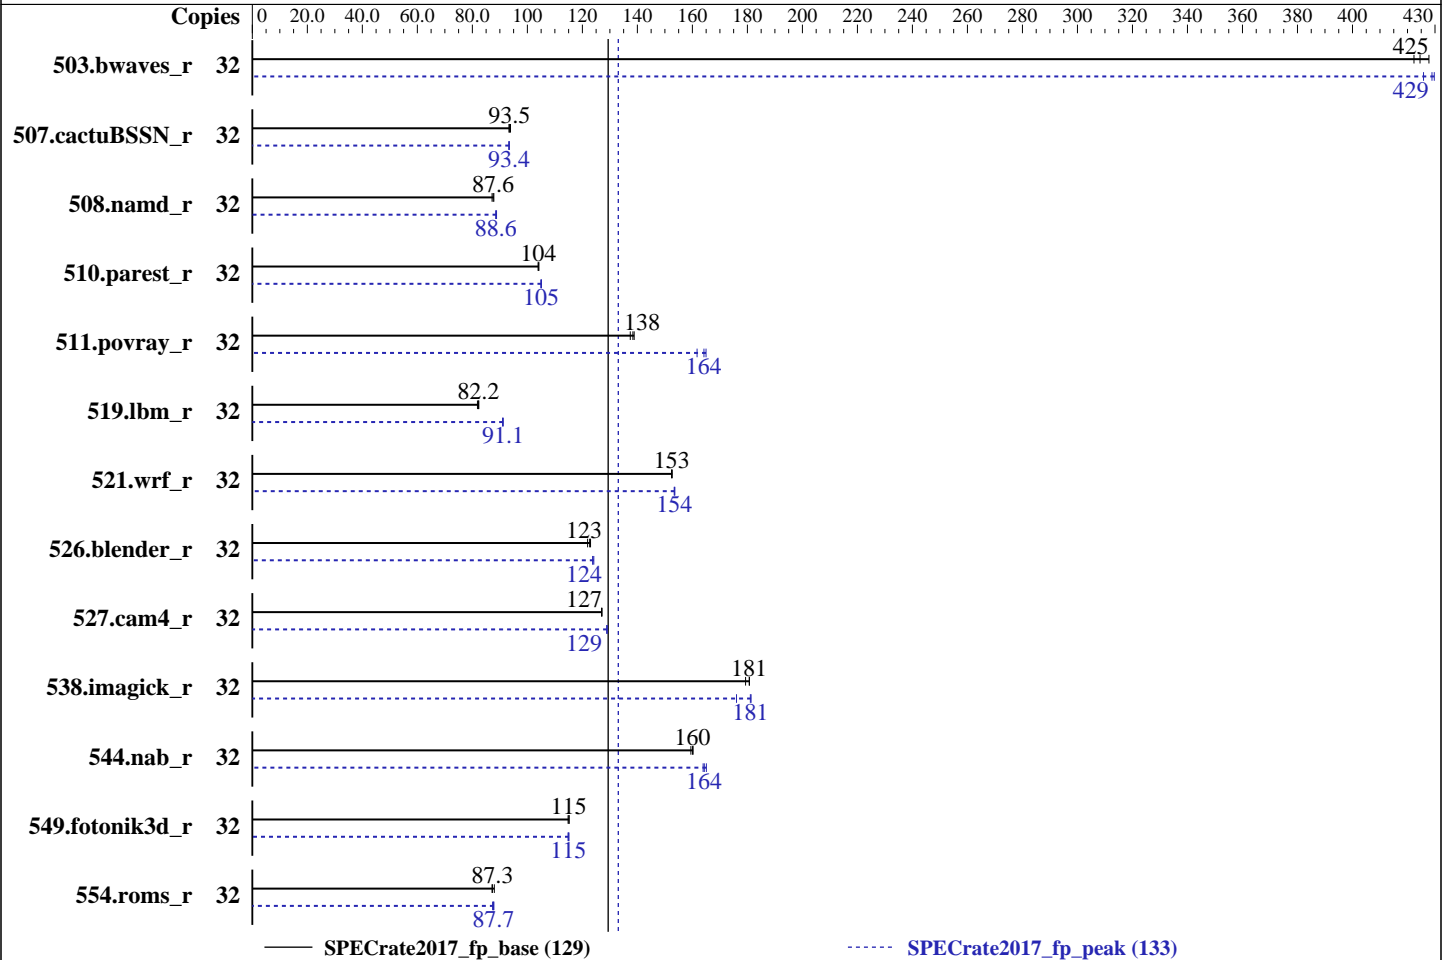 Copies 0 20.0 40.0 60.0 80.0 100 120 140 160 180 200 220 240 260 280 300 320 340 360 380 400 430
503.bwaves_r 32 425
429
507.cactuBSSN_r 32 93.5
93.4
508.namd_r 32 87.6
88.6
510.parest_r 32 104
105
511.povray_r 32 138
164
519.lbm_r 32 82.2
91.1
521.wrf_r 32 153
154
526.blender_r 32 123
124
527.cam4_r 32 127
129
538.imagick_r 32 181
181
544.nab_r 32 160
164
549.fotonik3d_r 32 115
115
554.roms_r 32 87.3
87.7
SPECrate2017_fp_base (129) SPECrate2017_fp_peak (133)